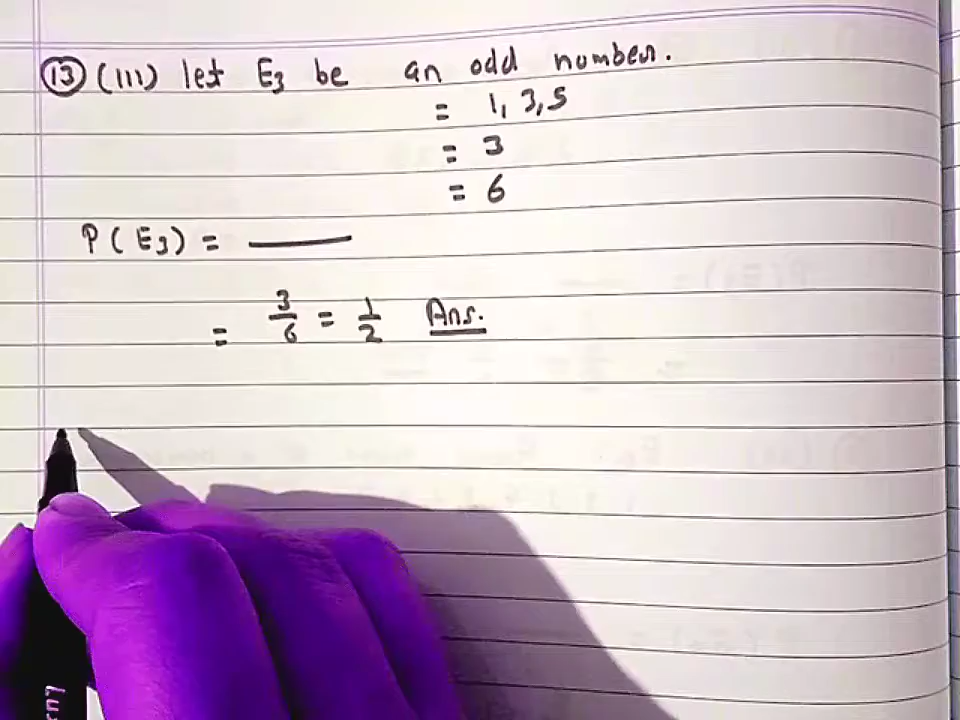 13 (III) let E3 be an odd number.
= 1, 3, 5
= 3
= 6
P(E3) =
= 3/6 = 1/2 Ans.